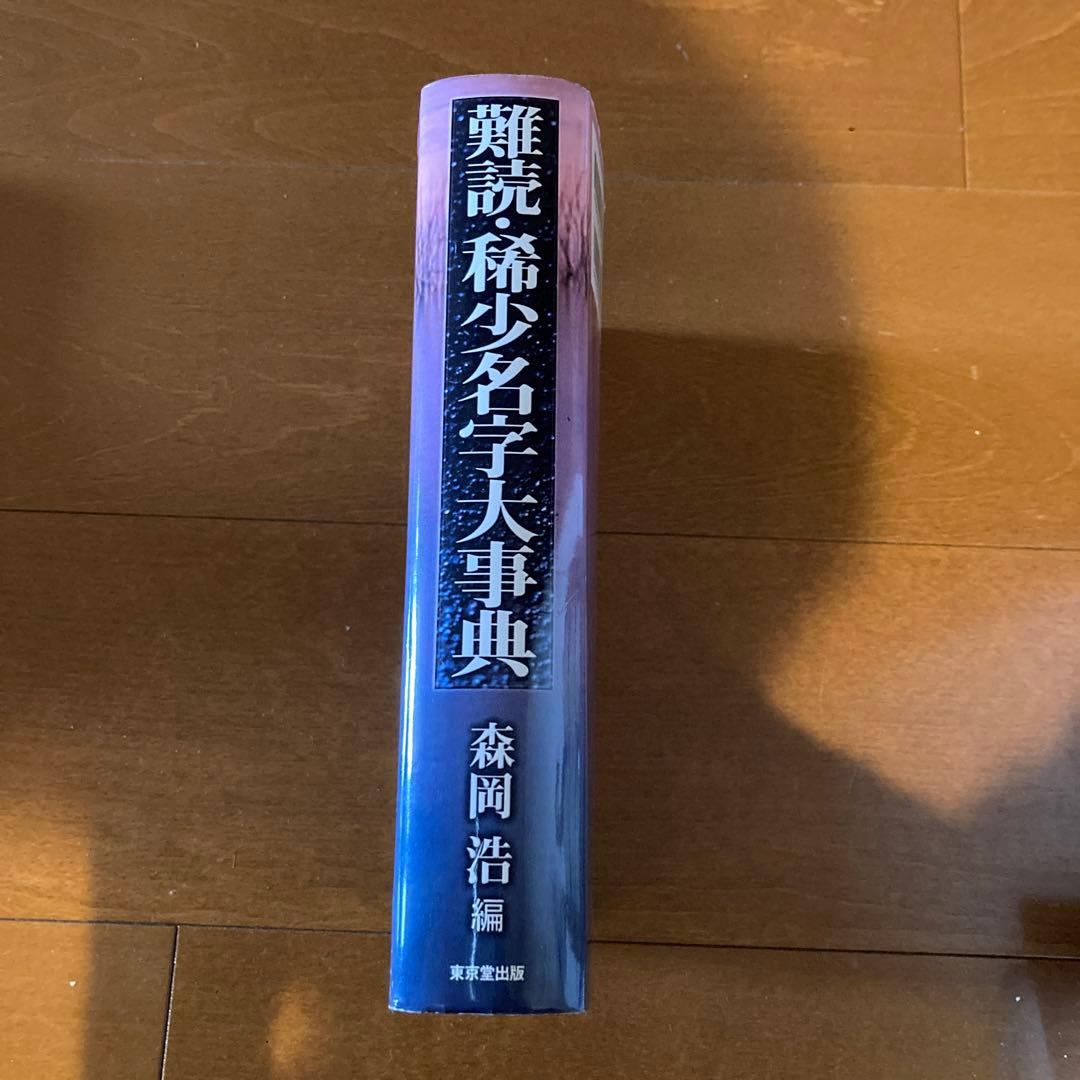 難読・稀少名字大事典
森岡 浩 編
東京堂出版